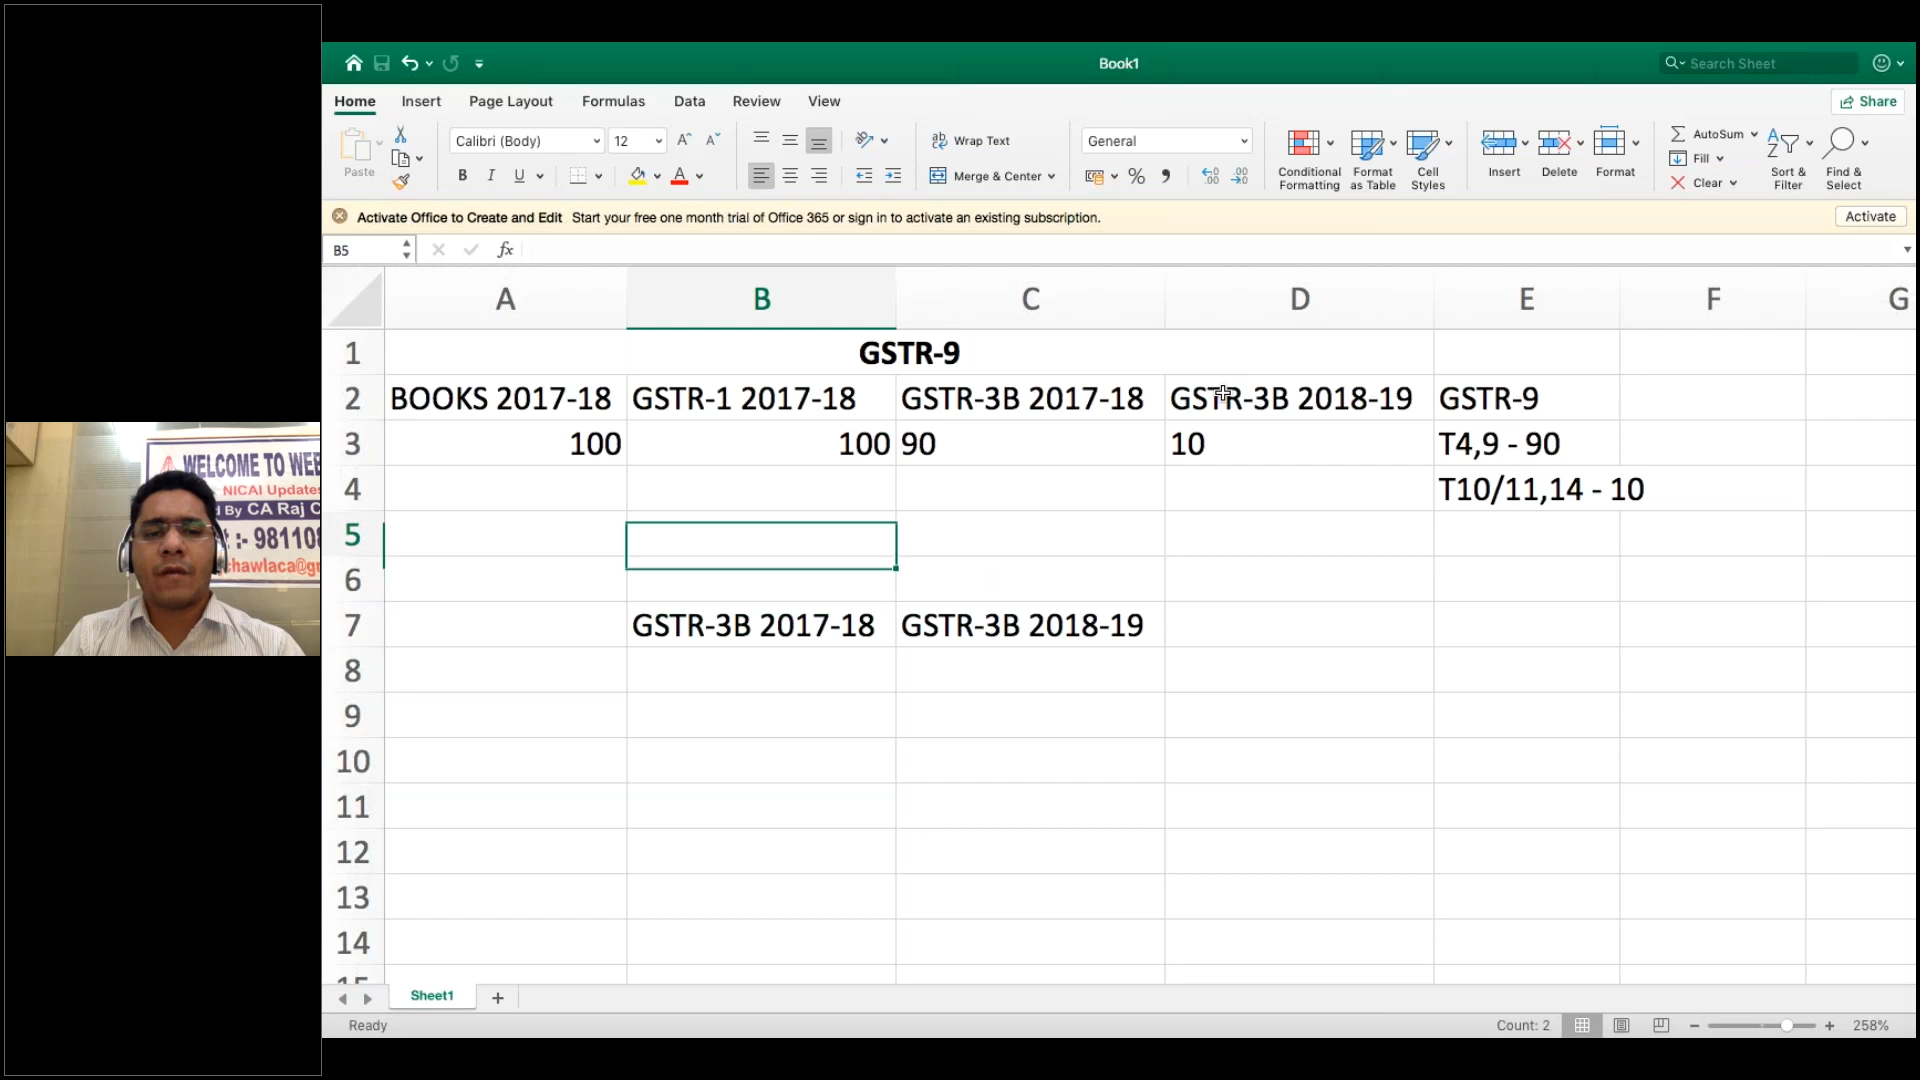 Book1
Search Sheet
Home Insert Page Layout Formulas Data Review View
Share
Paste
Calibri (Body) 12
Wrap Text
Merge & Center
General
Conditional Formatting
Format as Table
Cell Styles
Insert
Delete
Format
AutoSum
Fill
Clear
Sort & Filter
Find & Select
Activate Office to Create and Edit Start your free one month trial of Office 365 or sign in to activate an existing subscription.
Activate
B5
fx
A B C D E F G
1 GSTR-9
2 BOOKS 2017-18 GSTR-1 2017-18 GSTR-3B 2017-18 GSTR-3B 2018-19 GSTR-9
3 100 100 90 10 T4,9 - 90
4 T10/11,14 - 10
5
6
7 GSTR-3B 2017-18 GSTR-3B 2018-19
8
9
10
11
12
13
14
15
Sheet1
Ready
Count: 2
258%
WELCOME TO WE
NICAI Updates
d By CA Raj C
:- 98110
chawlaca@g